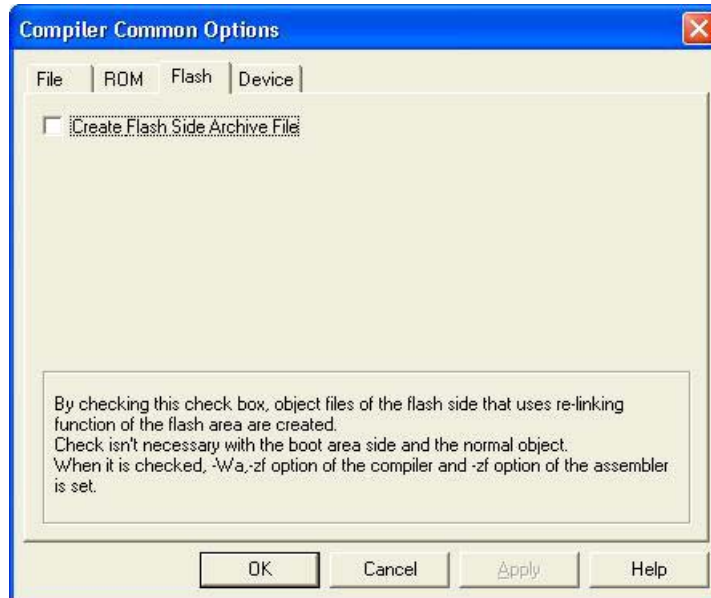 Compiler Common Options
File ROM Flash Device
Create Flash Side Archive File
By checking this check box, object files of the flash side that uses re-linking
function of the flash area are created.
Check isn't necessary with the boot area side and the normal object.
When it is checked, -Wa,-zf option of the compiler and -zf option of the assembler
is set.
OK Cancel Apply Help